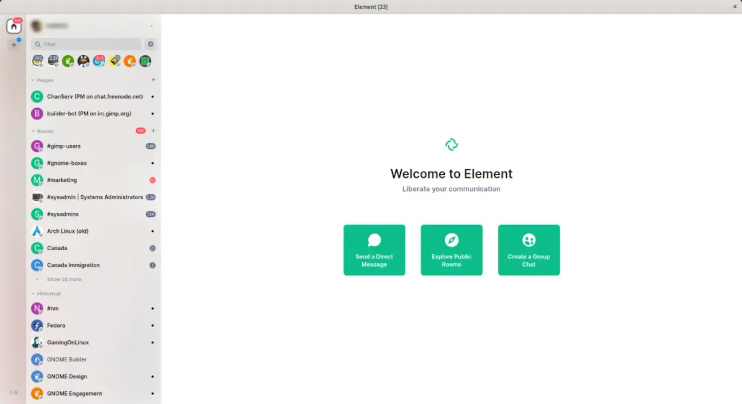 Element [23]
Filter
People
ChanServ (PM on chat.freenode.net)
builder-bot (PM on irc.gimp.org)
Rooms
#gimp-users
#gnome-boxes
#marketing
#sysadmin | Systems Administrators
#sysadmins
Arch Linux (old)
Canada
Canada Immigration
Show 28 more
Historical
#nm
Fedora
GamingOnLinux
GNOME Builder
GNOME Design
GNOME Engagement
Welcome to Element
Liberate your communication
Send a Direct
Message
Explore Public
Rooms
Create a Group
Chat